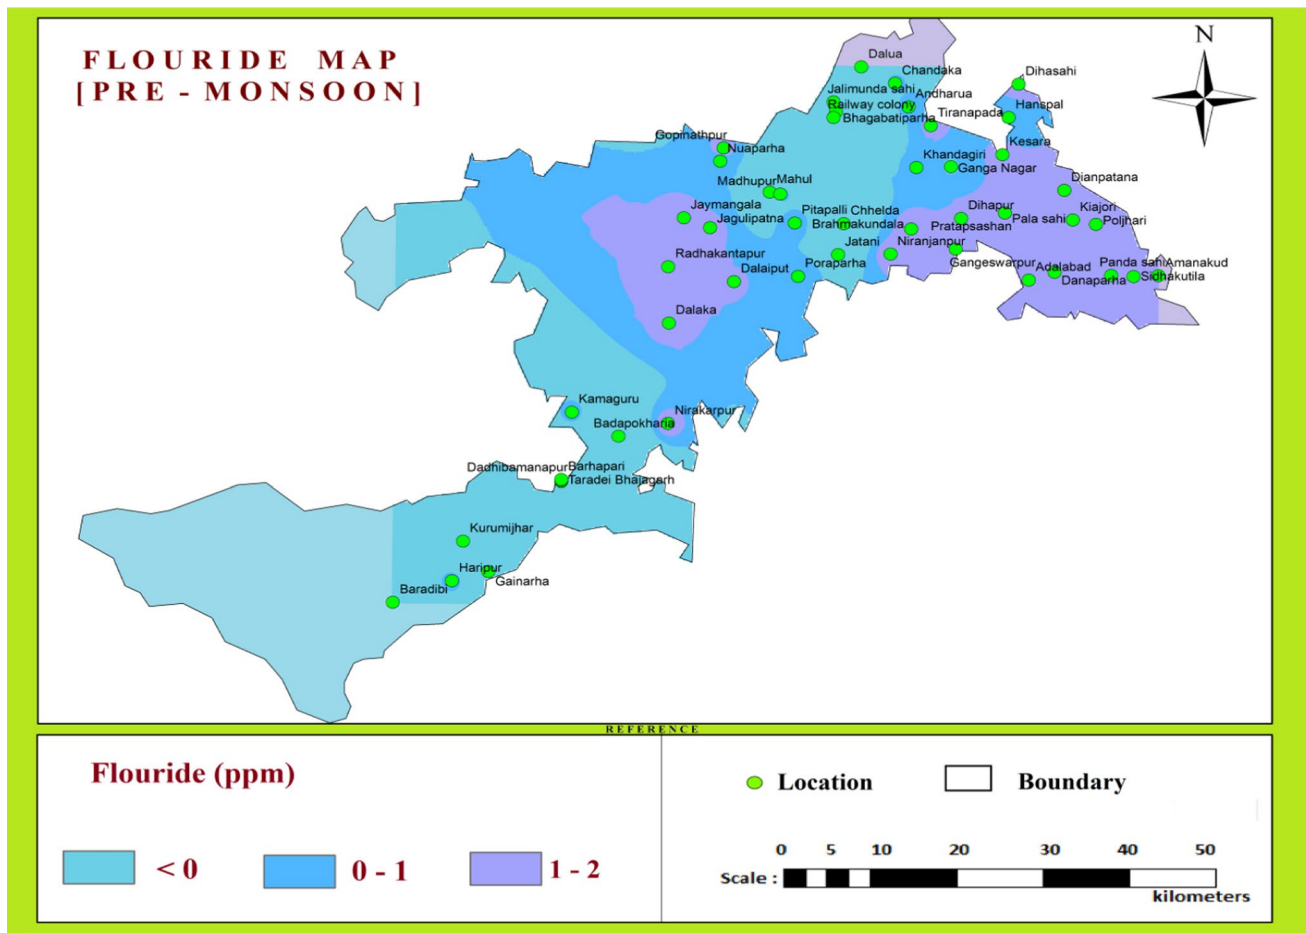 FLOURIDE MAP
[PRE - MONSOON]
N
Dalua
Chandaka
Dihasahi
Jalimunda sahi
Andharua
Railway colony
Tiranapada
Hanspal
Bhagabatiparha
Gopinathpur
Nuaparha
Kesara
Khandagiri
Ganga Nagar
Madhupur
Mahul
Dianpatana
Jaymangala
Jagulipatna
Pitapalli
Chhelda
Brahmakundala
Dihapur
Pratapsashan
Pala sahi
Kiajori
Poljhari
Jatani
Niranjanpur
Radhakantapur
Dalaiput
Poraparha
Gangeswarpur
Adalabad
Danaparha
Panda sahi
Amanakud
Sidhakutila
Dalaka
Kamaguru
Badapokharia
Nirakarpur
Dadhibamanapur
Barhapari
Taradei Bhajagarh
Kurumijhar
Haripur
Gainarha
Baradibi
REFERENCE
Flouride (ppm)
< 0
0 - 1
1 - 2
Location
Boundary
0 5 10 20 30 40 50
Scale :
kilometers